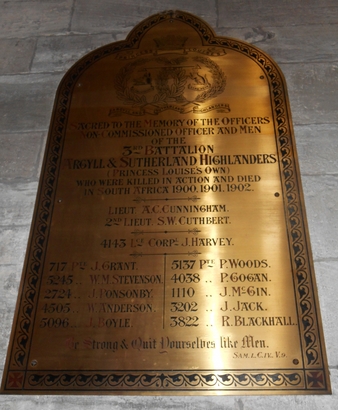 SACRED TO THE MEMORY OF THE OFFICERS
NON COMMISSIONED OFFICER AND MEN
OF THE
3RD BATTALION
ARGYLL & SUTHERLAND HIGHLANDERS
(PRINCESS LOUISE'S OWN)
WHO WERE KILLED IN ACTION AND DIED
IN SOUTH AFRICA 1900, 1901, 1902.
LIEUT A.C. CUNNINGHAM.
2ND LIEUT S.W. CUTHBERT.
4143 LCE CORPL J. HARVEY.
717 PTE J. GRANT.
5245 „ W.M STEVENSON.
2724 „ J. PONSONBY.
4505 „ W. ANDERSON.
5096 „ J. BOYLE.
5137 PTE P. WOODS.
4038 „ P. GOGAN.
1110 „ J. McGIN.
3202 „ J. JACK.
3822 „ R. BLACKHALL.
Be Strong & Quit Yourselves like Men.
SAM. I. C.IV. V.9.